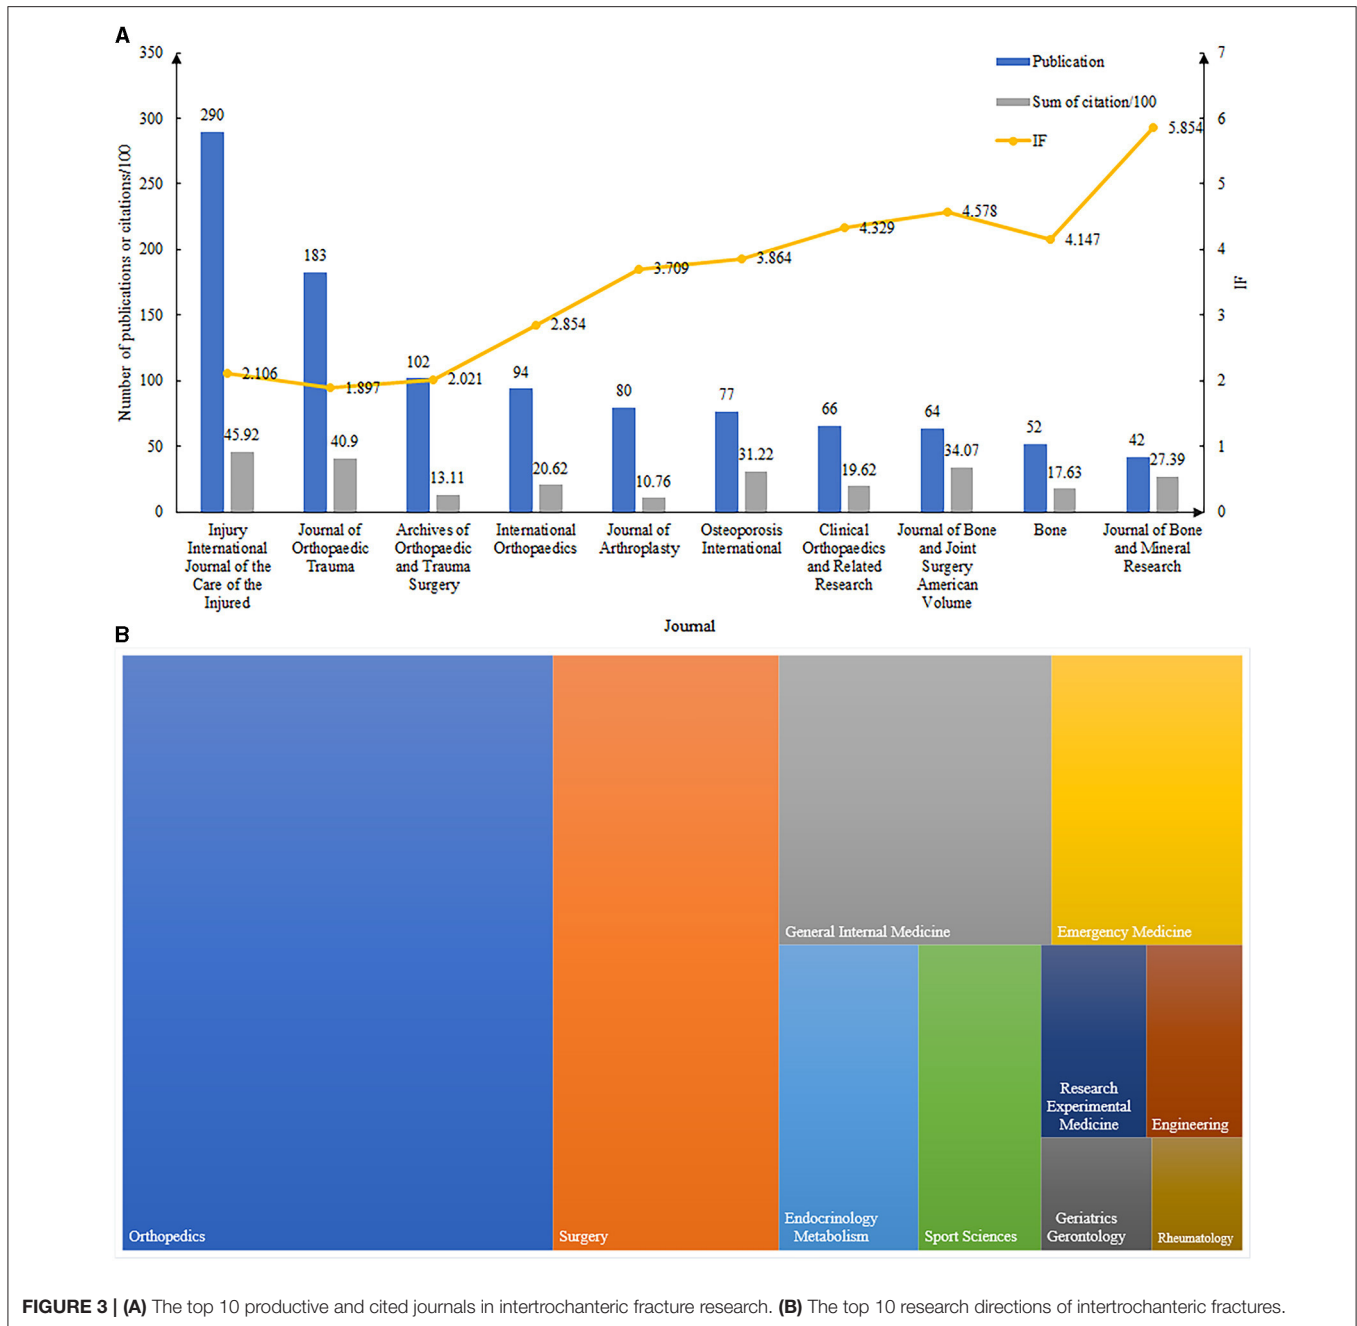 A
350
300
250
200
150
100
50
0
Number of publications or citations/100
7
6
5
4
3
2
1
0
IF
Publication
Sum of citation/100
IF
290
183
102
94
80
77
66
64
52
42
45.92
40.9
13.11
20.62
10.76
31.22
19.62
34.07
17.63
27.39
2.106
1.897
2.021
2.854
3.709
3.864
4.329
4.578
4.147
5.854
Injury
International
Journal of the
Care of the
Injured
Journal of
Orthopaedic
Trauma
Archives of
Orthopaedic
and Trauma
Surgery
International
Orthopaedics
Journal of
Arthroplasty
Osteoporosis
International
Clinical
Orthopaedics
and Related
Research
Journal of Bone
and Joint
Surgery
American
Volume
Bone
Journal of Bone
and Mineral
Research
Journal
B
Orthopedics
Surgery
General Internal Medicine
Emergency Medicine
Endocrinology
Metabolism
Sport Sciences
Research
Experimental
Medicine
Engineering
Geriatrics
Gerontology
Rheumatology
FIGURE 3 | (A) The top 10 productive and cited journals in intertrochanteric fracture research. (B) The top 10 research directions of intertrochanteric fractures.